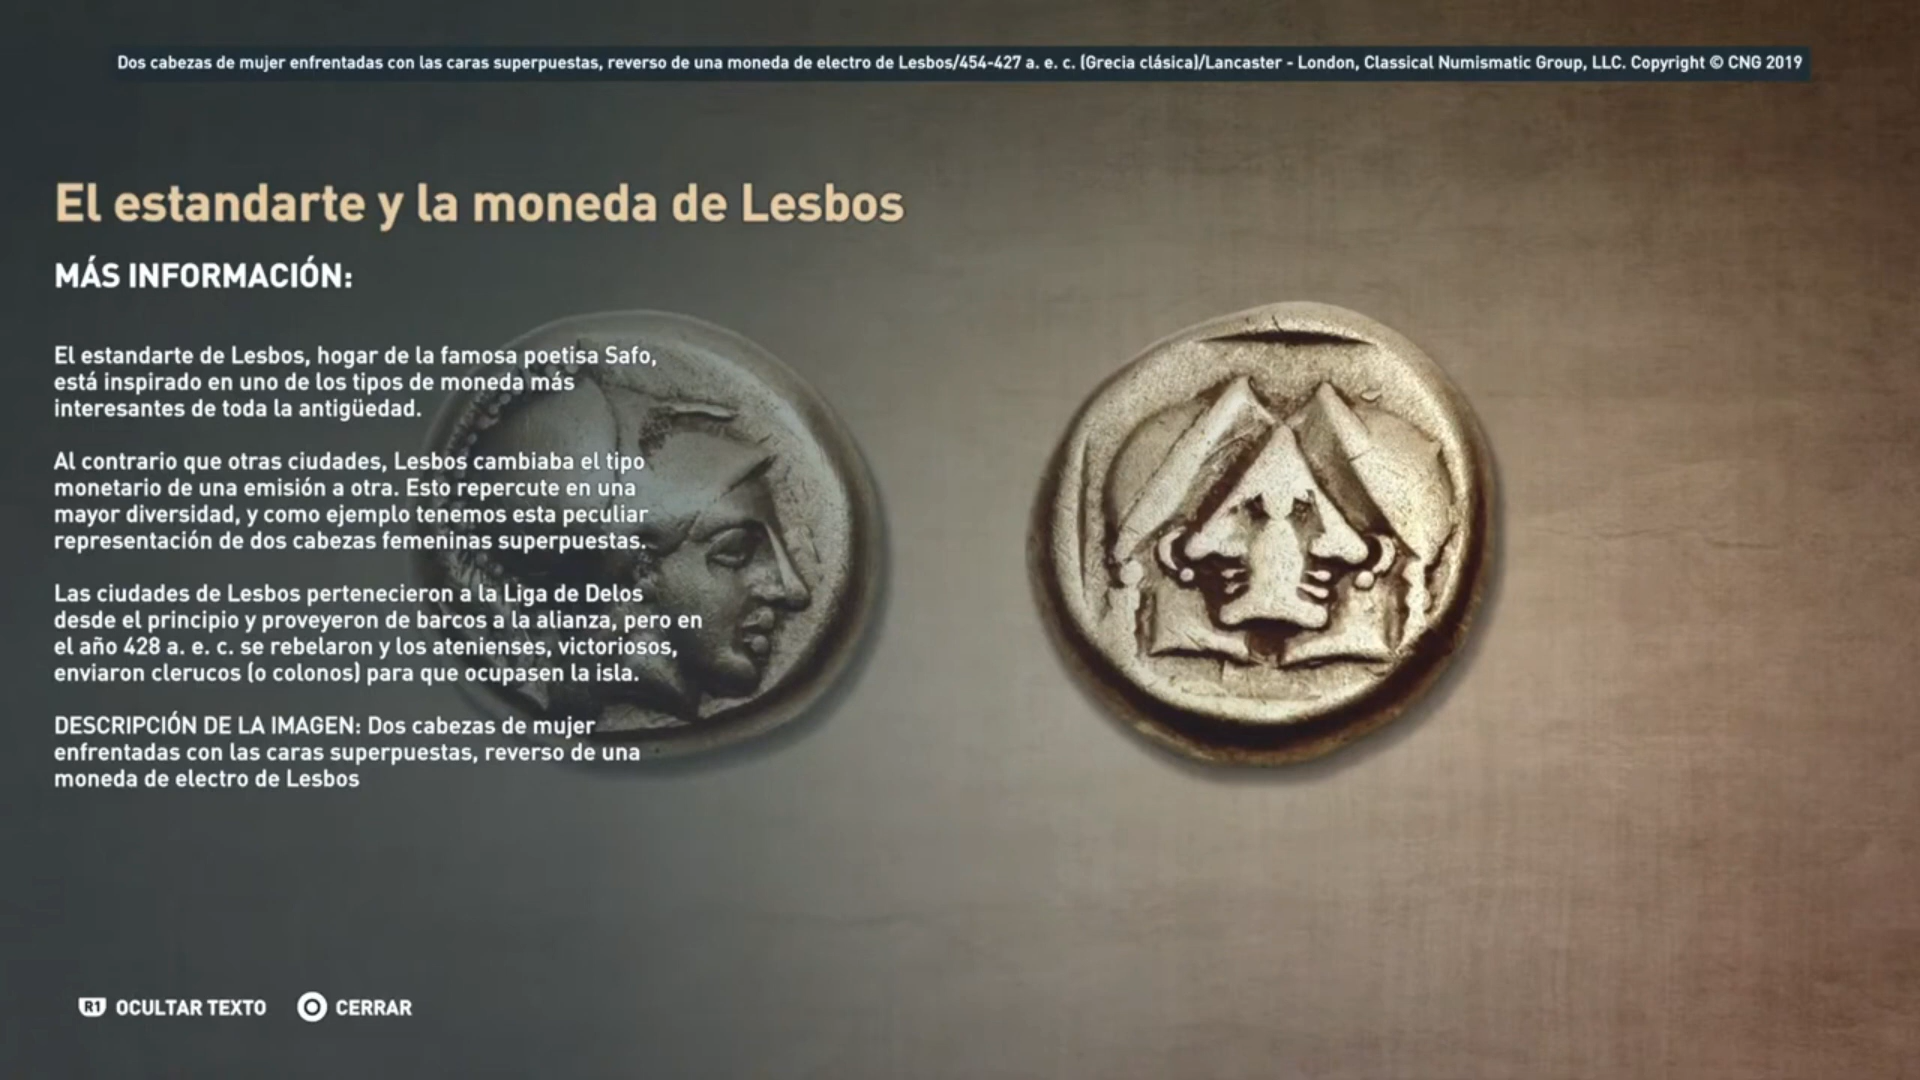 Dos cabezas de mujer enfrentadas con las caras superpuestas, reverso de una moneda de electro de Lesbos/454-427 a. e. c. (Grecia clásica)/Lancaster - London, Classical Numismatic Group, LLC. Copyright © CNG 2019
El estandarte y la moneda de Lesbos
MÁS INFORMACIÓN:
El estandarte de Lesbos, hogar de la famosa poetisa Safo,
está inspirado en uno de los tipos de moneda más
interesantes de toda la antigüedad.
Al contrario que otras ciudades, Lesbos cambiaba el tipo
monetario de una emisión a otra. Esto repercute en una
mayor diversidad, y como ejemplo tenemos esta peculiar
representación de dos cabezas femeninas superpuestas.
Las ciudades de Lesbos pertenecieron a la Liga de Delos
desde el principio y proveyeron de barcos a la alianza, pero en
el año 428 a. e. c. se rebelaron y los atenienses, victoriosos,
enviaron clerucos (o colonos) para que ocupasen la isla.
DESCRIPCIÓN DE LA IMAGEN: Dos cabezas de mujer
enfrentadas con las caras superpuestas, reverso de una
moneda de electro de Lesbos
R1 OCULTAR TEXTO CERRAR